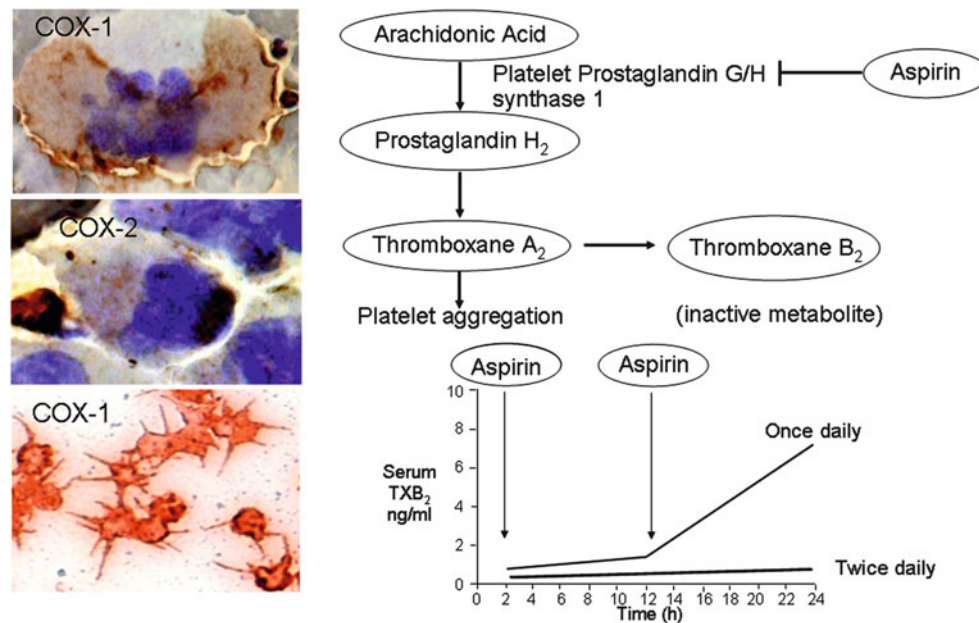 COX-1
COX-2
COX-1
Arachidonic Acid
Platelet Prostaglandin G/H
synthase 1
Aspirin
Prostaglandin H₂
Thromboxane A₂
Thromboxane B₂
Platelet aggregation
(inactive metabolite)
Aspirin
Aspirin
10
8
6
4
2
0
Serum
TXB₂
ng/ml
Once daily
Twice daily
0 2 4 6 8 10 12 14 16 18 20 22 24
Time (h)